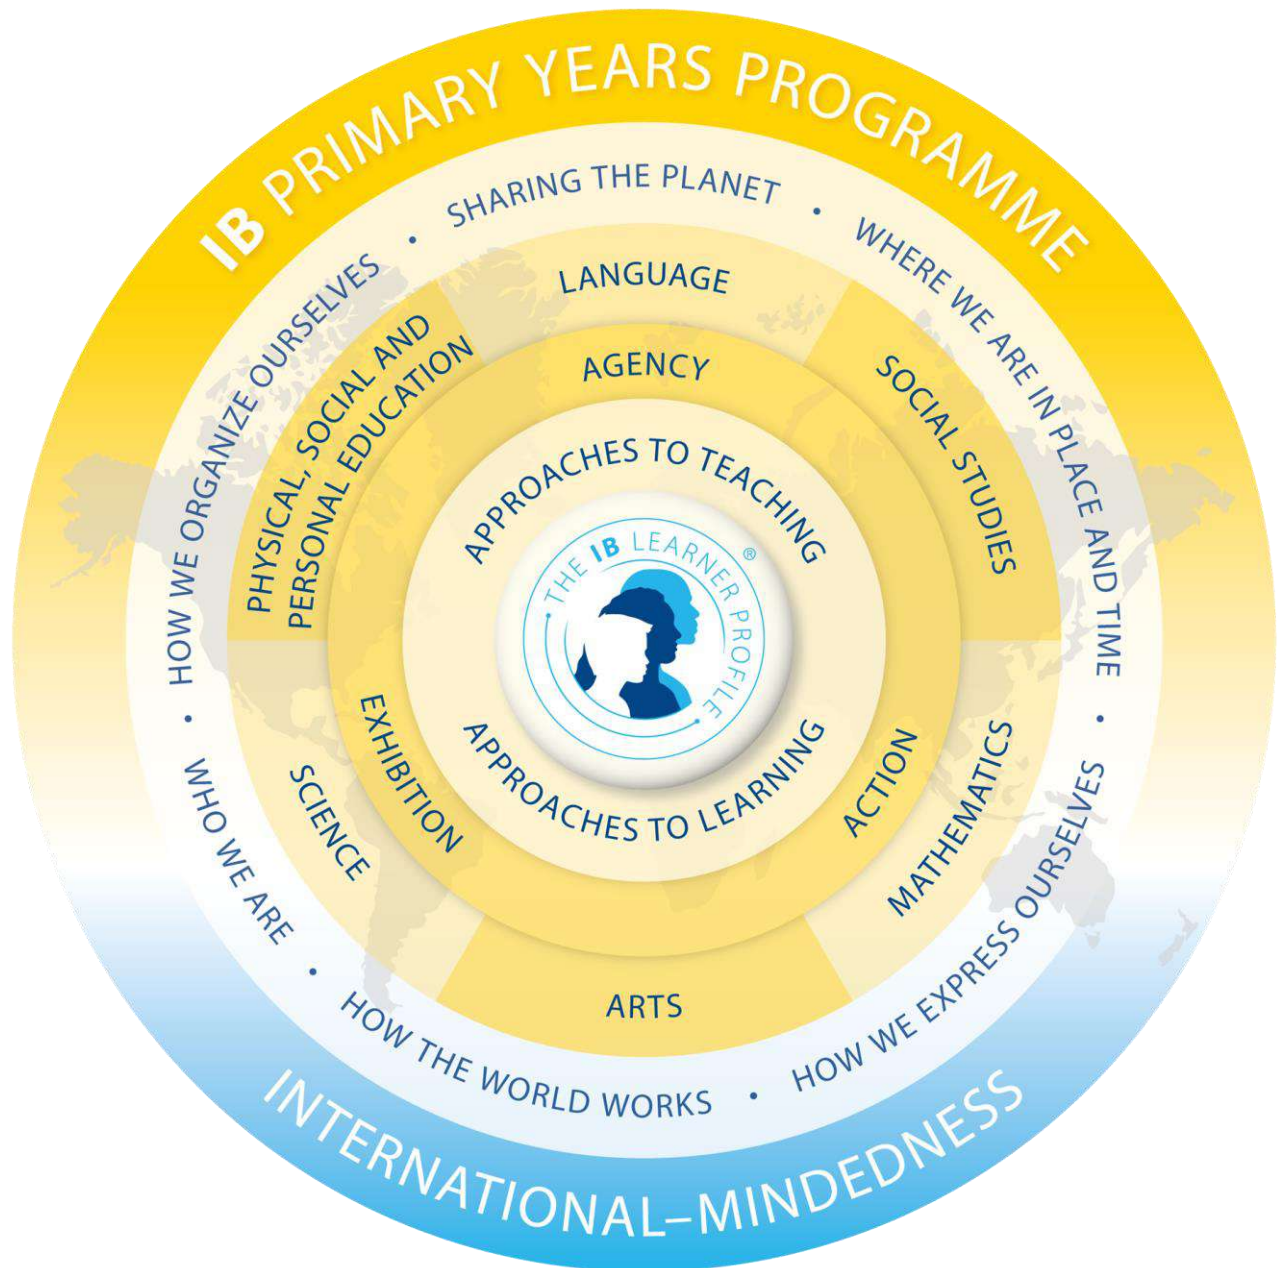 IB PRIMARY YEARS PROGRAMME
SHARING THE PLANET
•
WHERE WE ARE IN PLACE AND TIME
•
HOW WE EXPRESS OURSELVES
•
HOW THE WORLD WORKS
•
WHO WE ARE
•
HOW WE ORGANIZE OURSELVES
•
LANGUAGE
SOCIAL STUDIES
MATHEMATICS
ARTS
SCIENCE
PHYSICAL, SOCIAL AND
PERSONAL EDUCATION
AGENCY
ACTION
EXHIBITION
APPROACHES TO TEACHING
APPROACHES TO LEARNING
• THE IB LEARNER PROFILE • ®
INTERNATIONAL–MINDEDNESS